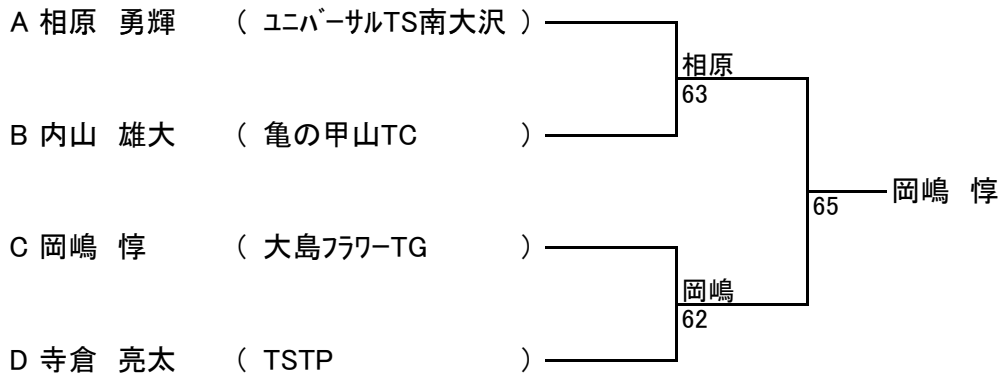 A 相原　勇輝　（ ﾕﾆﾊﾞｰｻﾙTS南大沢 ）
相原
63
B 内山　雄大　（ 亀の甲山TC ）
岡嶋　惇
65
C 岡嶋　惇　（ 大島ﾌﾗﾜｰTG ）
岡嶋
62
D 寺倉　亮太　（ TSTP ）